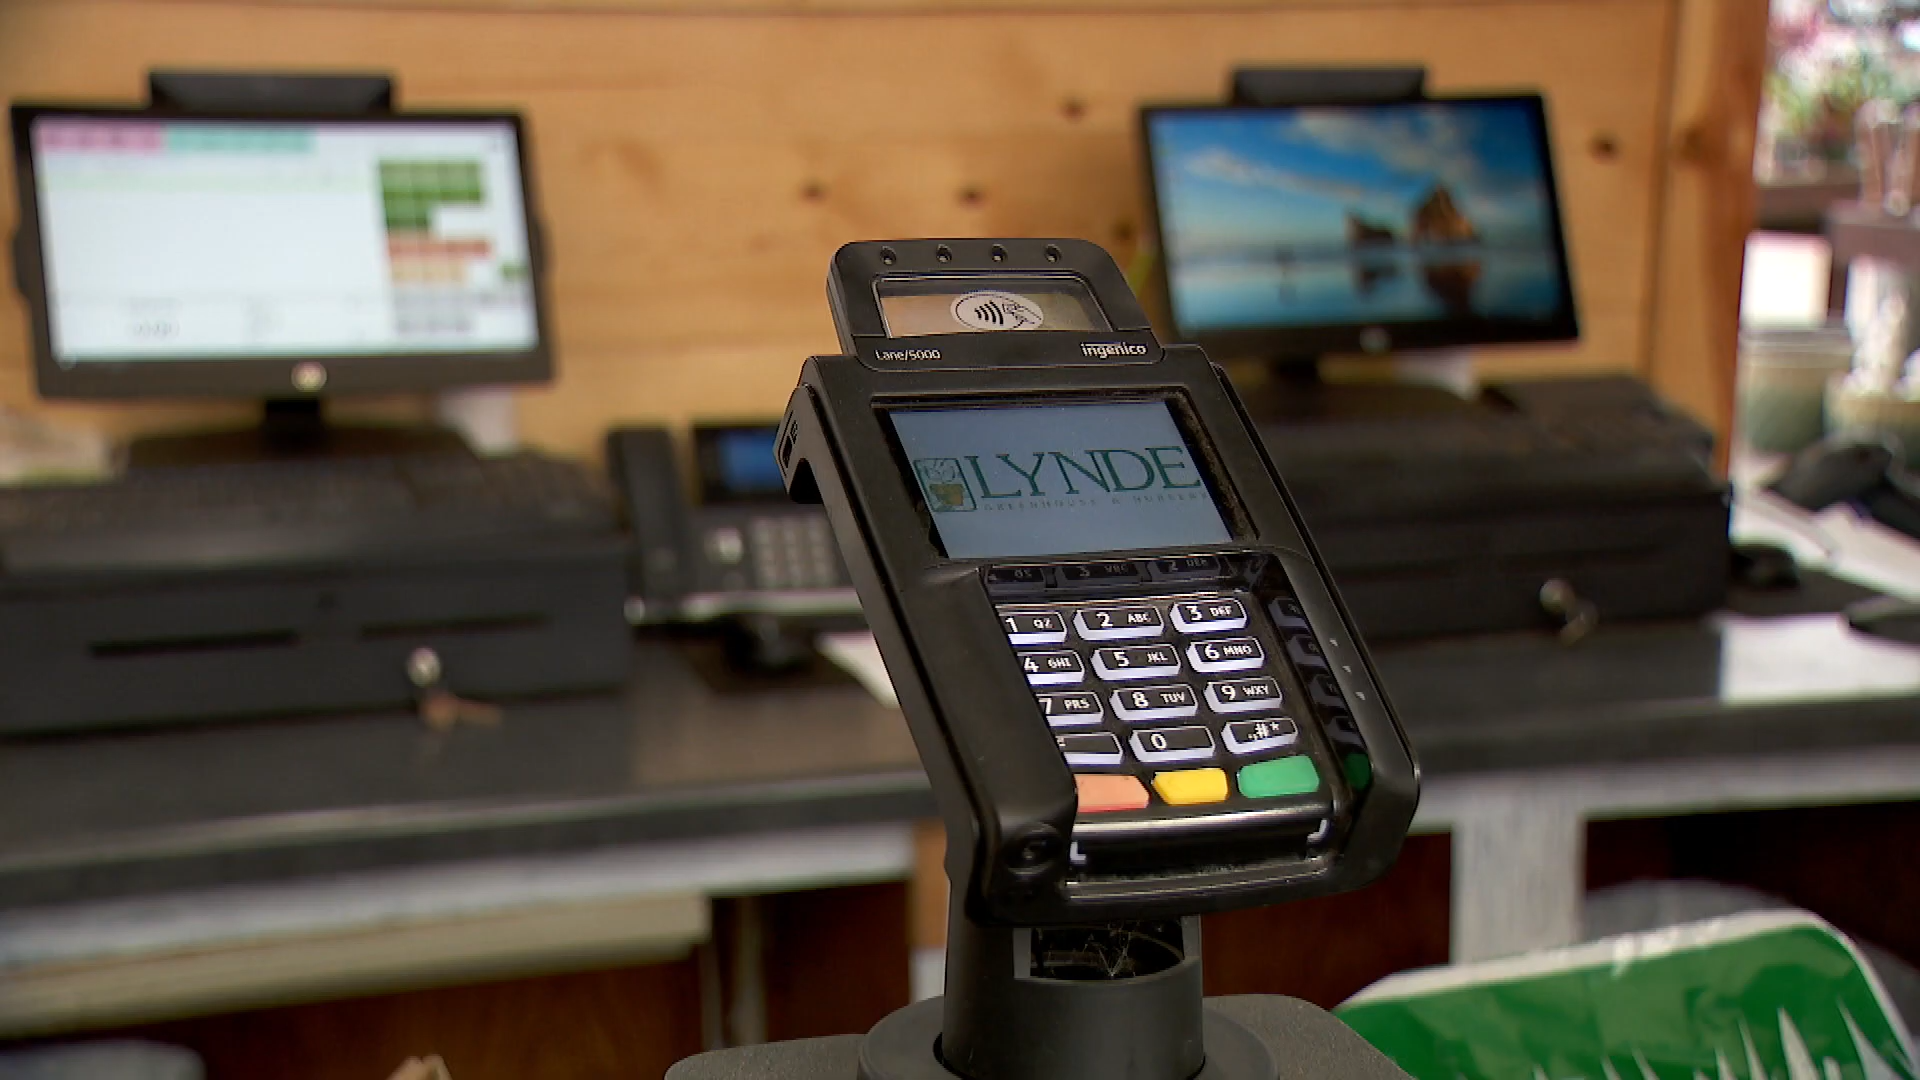 Lane/5000 ingenico
LYNDE
GREENHOUSE & NURSERY
1 QZ 2 ABC 3 DEF
4 GHI 5 JKL 6 MNO
7 PRS 8 TUV 9 WXY
0 .,#*